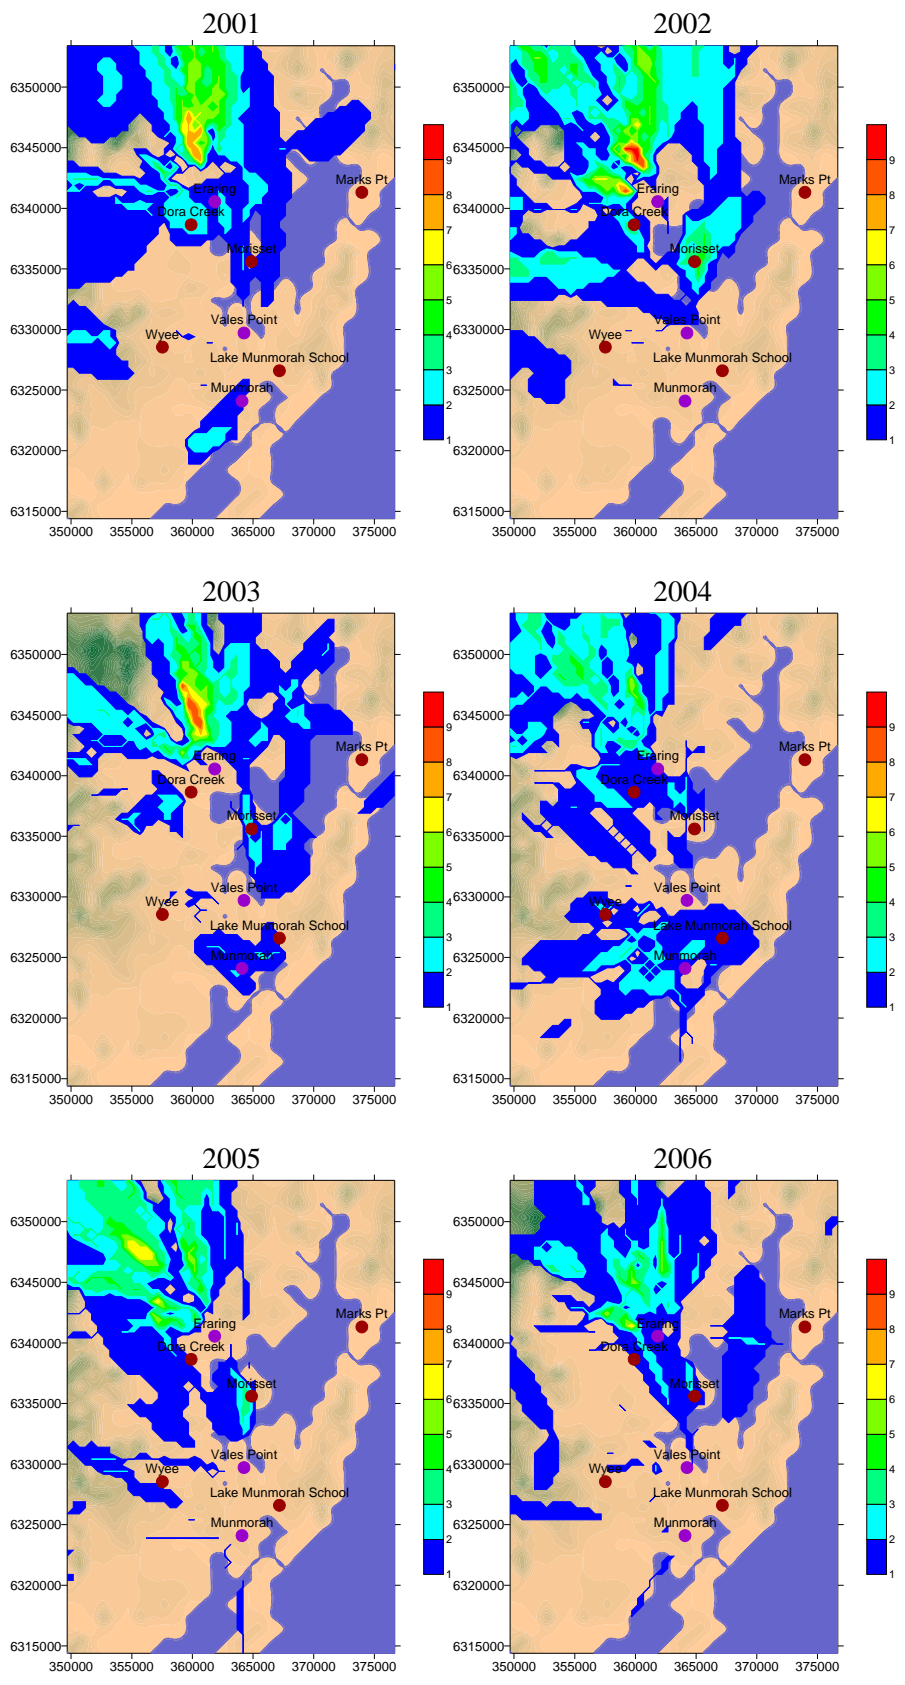 2001 2002
6350000 6350000
6345000 6345000
9 9
Marks Pt Marks Pt
Eraring Eraring
8 8
6340000 6340000
Dora Creek Dora Creek
7 7
Morisset Morisset
6 6
6335000 6335000
5 5
Vales Point Vales Point
6330000 6330000
Wyee Wyee
4 4
Lake Munmorah School Lake Munmorah School
3 3
6325000 6325000
Munmorah Munmorah
2 2
1 1
6320000 6320000
6315000 6315000
350000 355000 360000 365000 370000 375000 350000 355000 360000 365000 370000 375000
2003 2004
6350000 6350000
6345000 6345000
9 9
Marks Pt Marks Pt
Eraring Eraring
8 8
6340000 6340000
Dora Creek Dora Creek
7 7
Morisset Morisset
6 6
6335000 6335000
5 5
Vales Point Vales Point
6330000 6330000
Wyee Wyee
4 4
Lake Munmorah School Lake Munmorah School
3 3
6325000 6325000
Munmorah Munmorah
2 2
1 1
6320000 6320000
6315000 6315000
350000 355000 360000 365000 370000 375000 350000 355000 360000 365000 370000 375000
2005 2006
6350000 6350000
6345000 6345000
9 9
Marks Pt Marks Pt
Eraring Eraring
8 8
6340000 6340000
Dora Creek Dora Creek
7 7
Morisset Morisset
6 6
6335000 6335000
5 5
Vales Point Vales Point
6330000 6330000
Wyee Wyee
4 4
Lake Munmorah School Lake Munmorah School
3 3
6325000 6325000
Munmorah Munmorah
2 2
1 1
6320000 6320000
6315000 6315000
350000 355000 360000 365000 370000 375000 350000 355000 360000 365000 370000 375000